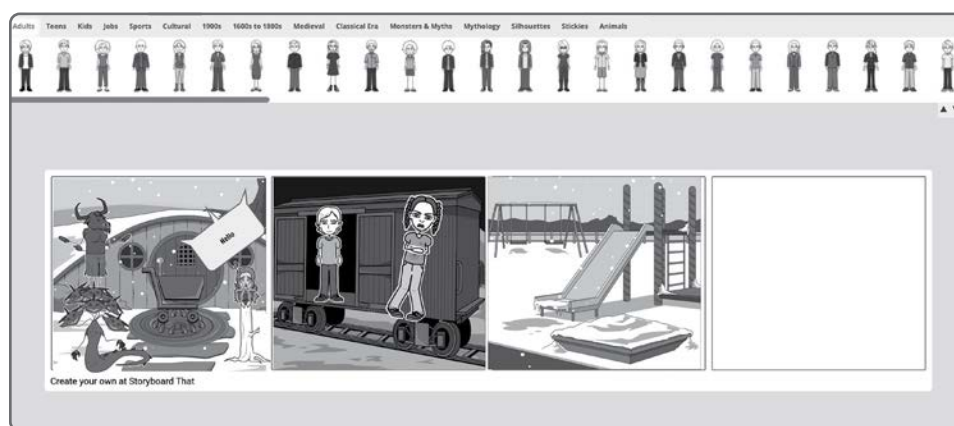 Adults Teens Kids Jobs Sports Cultural 1900s 1600s to 1800s Medieval Classical Era Monsters & Myths Mythology Silhouettes Stickies Animals
Hello
Create your own at Storyboard That